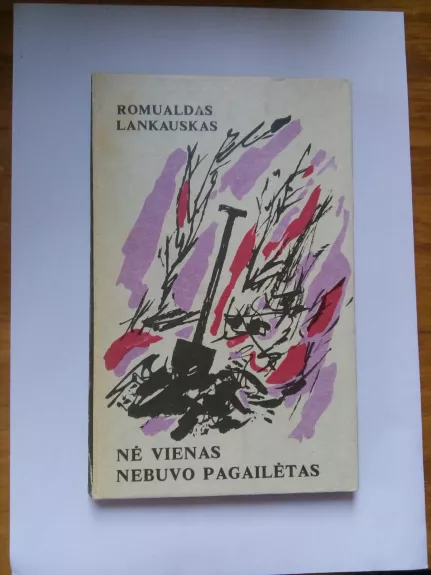 ROMUALDAS
LANKAUSKAS
NĖ VIENAS
NEBUVO PAGAILĖTAS